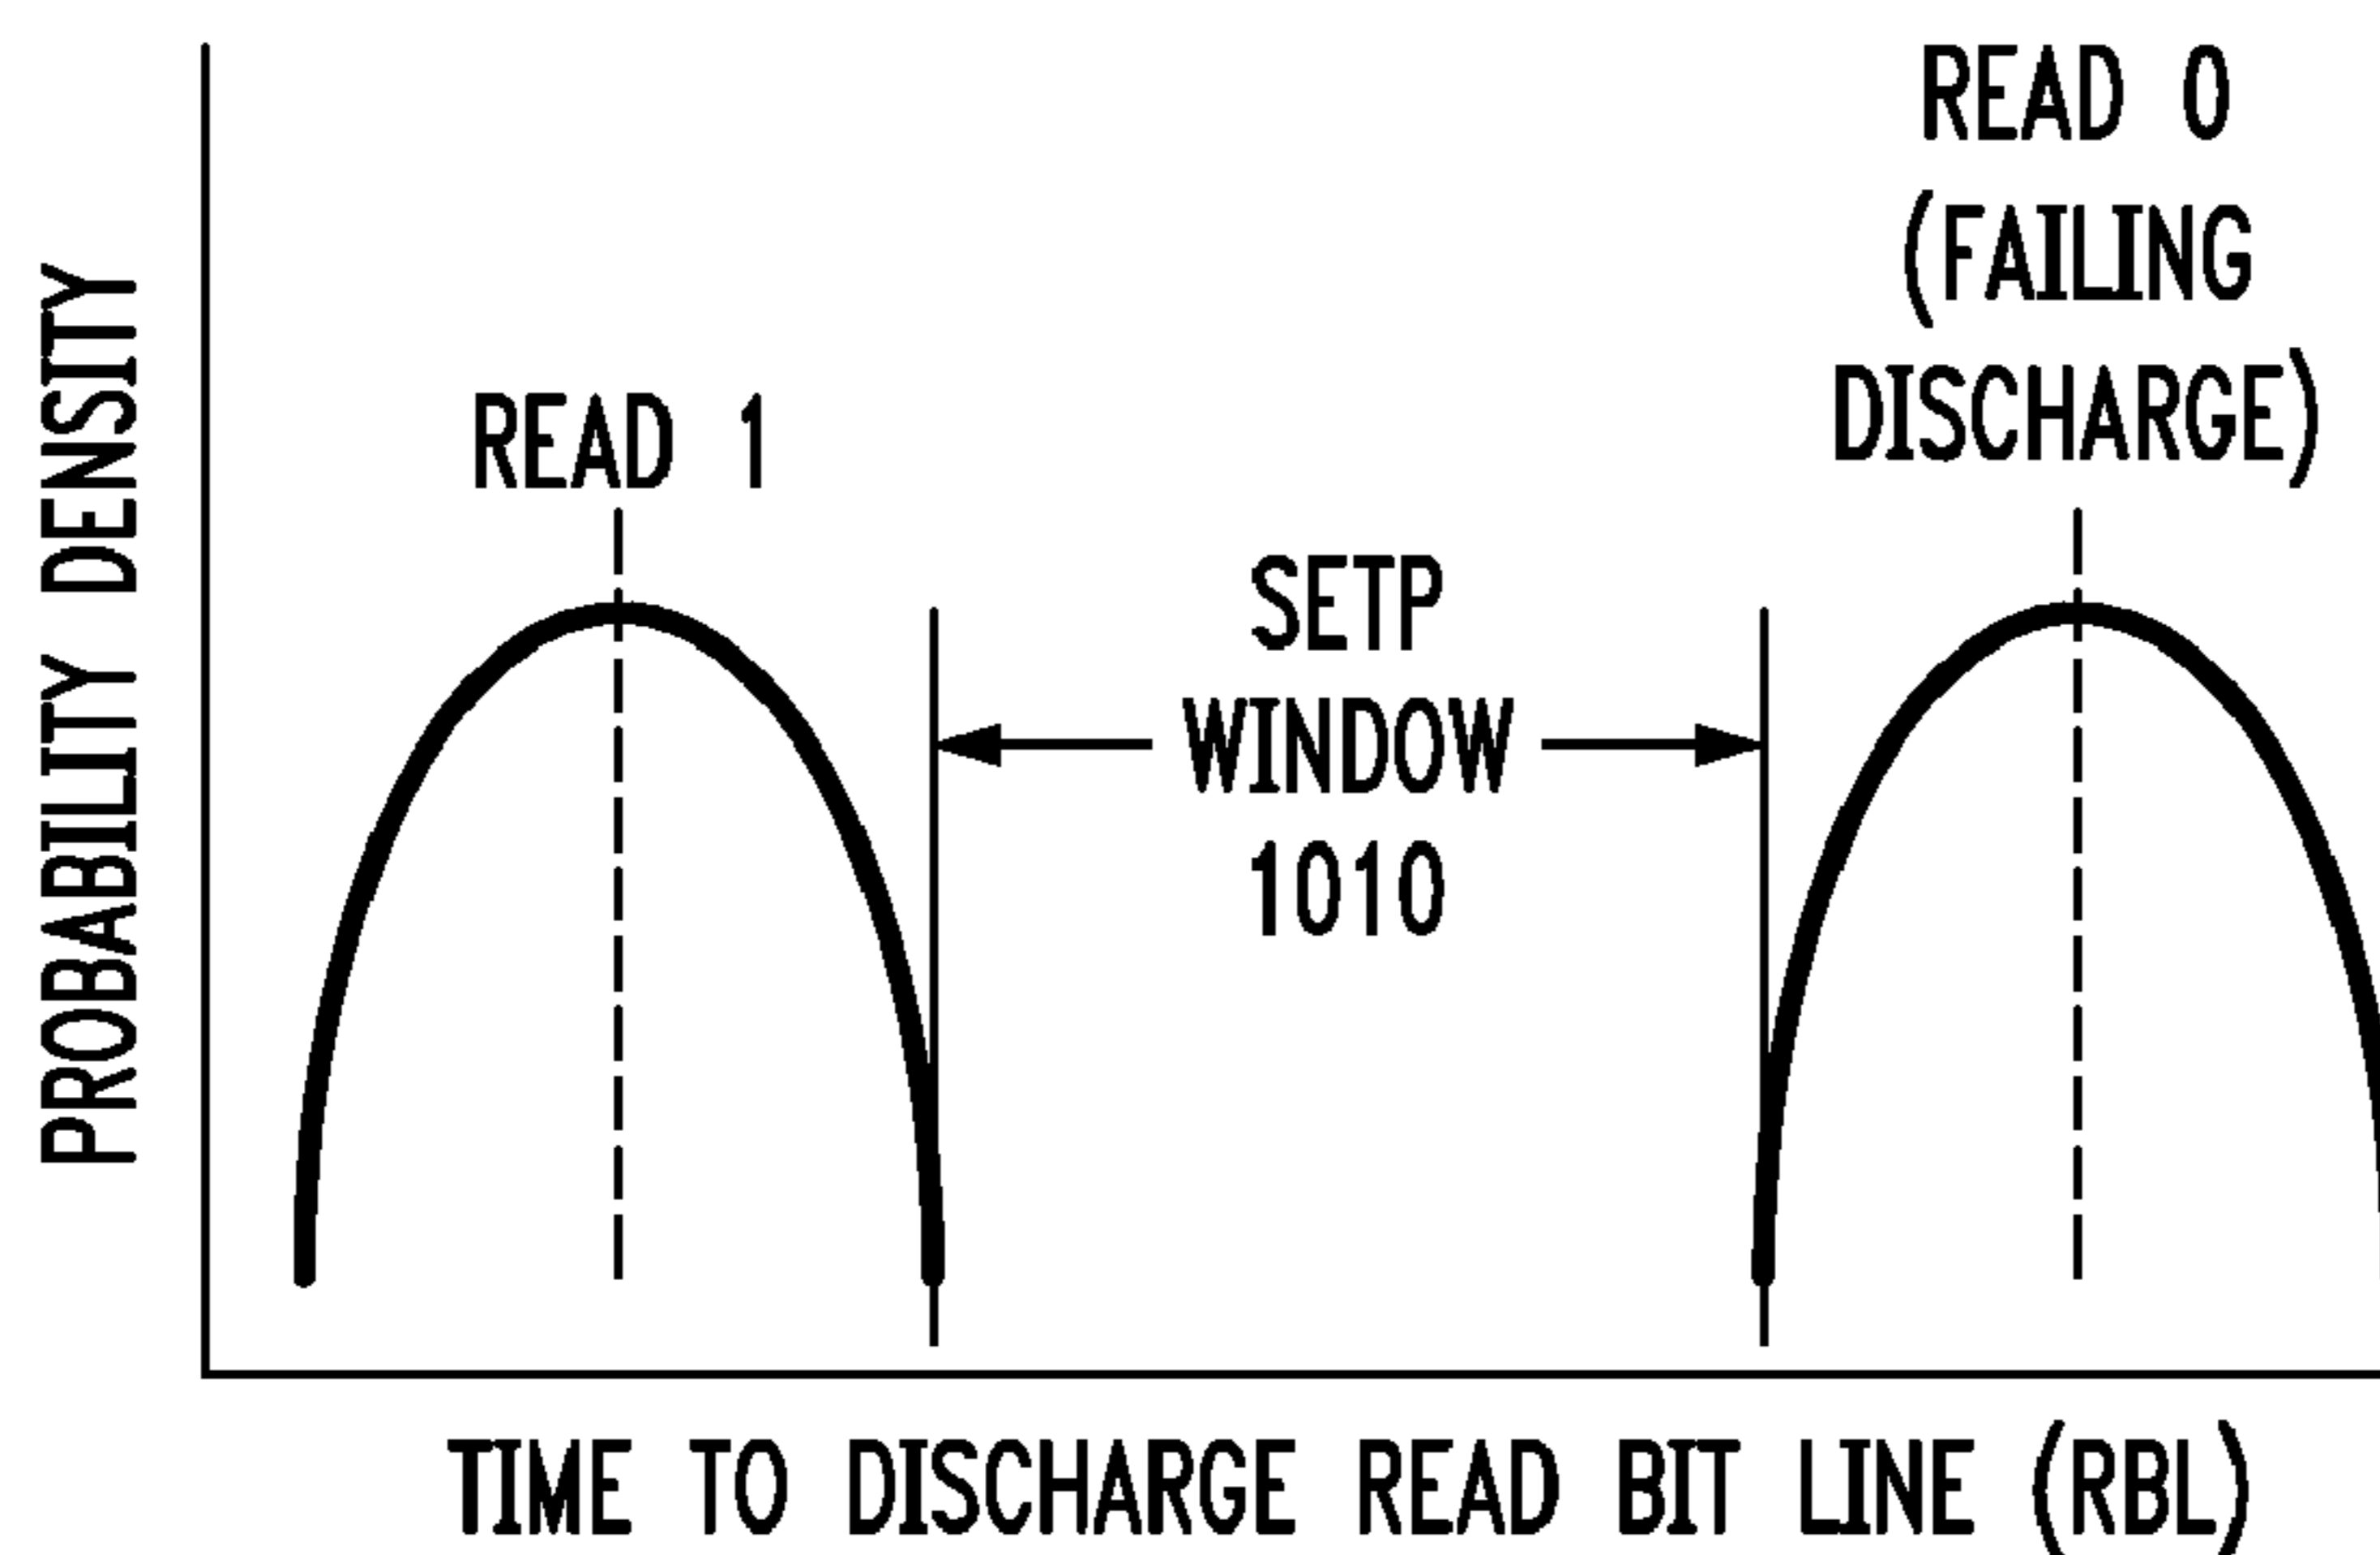 PROBABILITY DENSITY
READ 1
SETP
WINDOW
1010
READ 0
(FAILING
DISCHARGE)
TIME TO DISCHARGE READ BIT LINE (RBL)